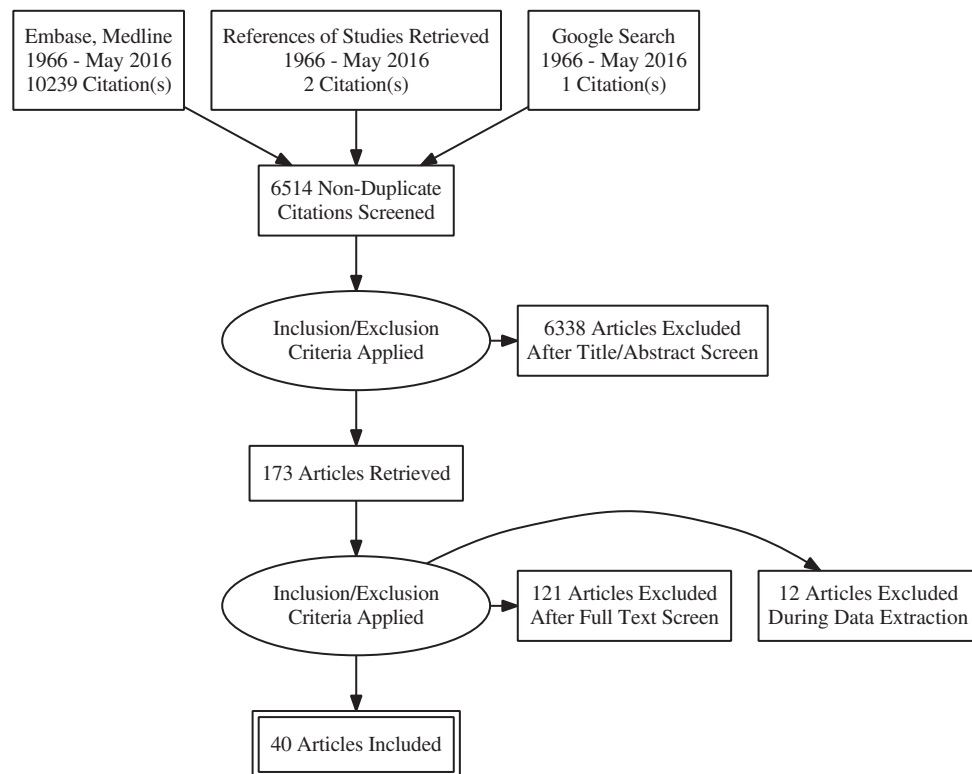 Embase, Medline
1966 - May 2016
10239 Citation(s)
References of Studies Retrieved
1966 - May 2016
2 Citation(s)
Google Search
1966 - May 2016
1 Citation(s)
6514 Non-Duplicate
Citations Screened
Inclusion/Exclusion
Criteria Applied
6338 Articles Excluded
After Title/Abstract Screen
173 Articles Retrieved
Inclusion/Exclusion
Criteria Applied
121 Articles Excluded
After Full Text Screen
12 Articles Excluded
During Data Extraction
40 Articles Included